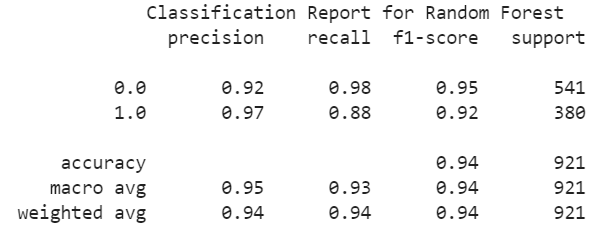 Classification Report for Random Forest
precision recall f1-score support
0.0 0.92 0.98 0.95 541
1.0 0.97 0.88 0.92 380
accuracy 0.94 921
macro avg 0.95 0.93 0.94 921
weighted avg 0.94 0.94 0.94 921